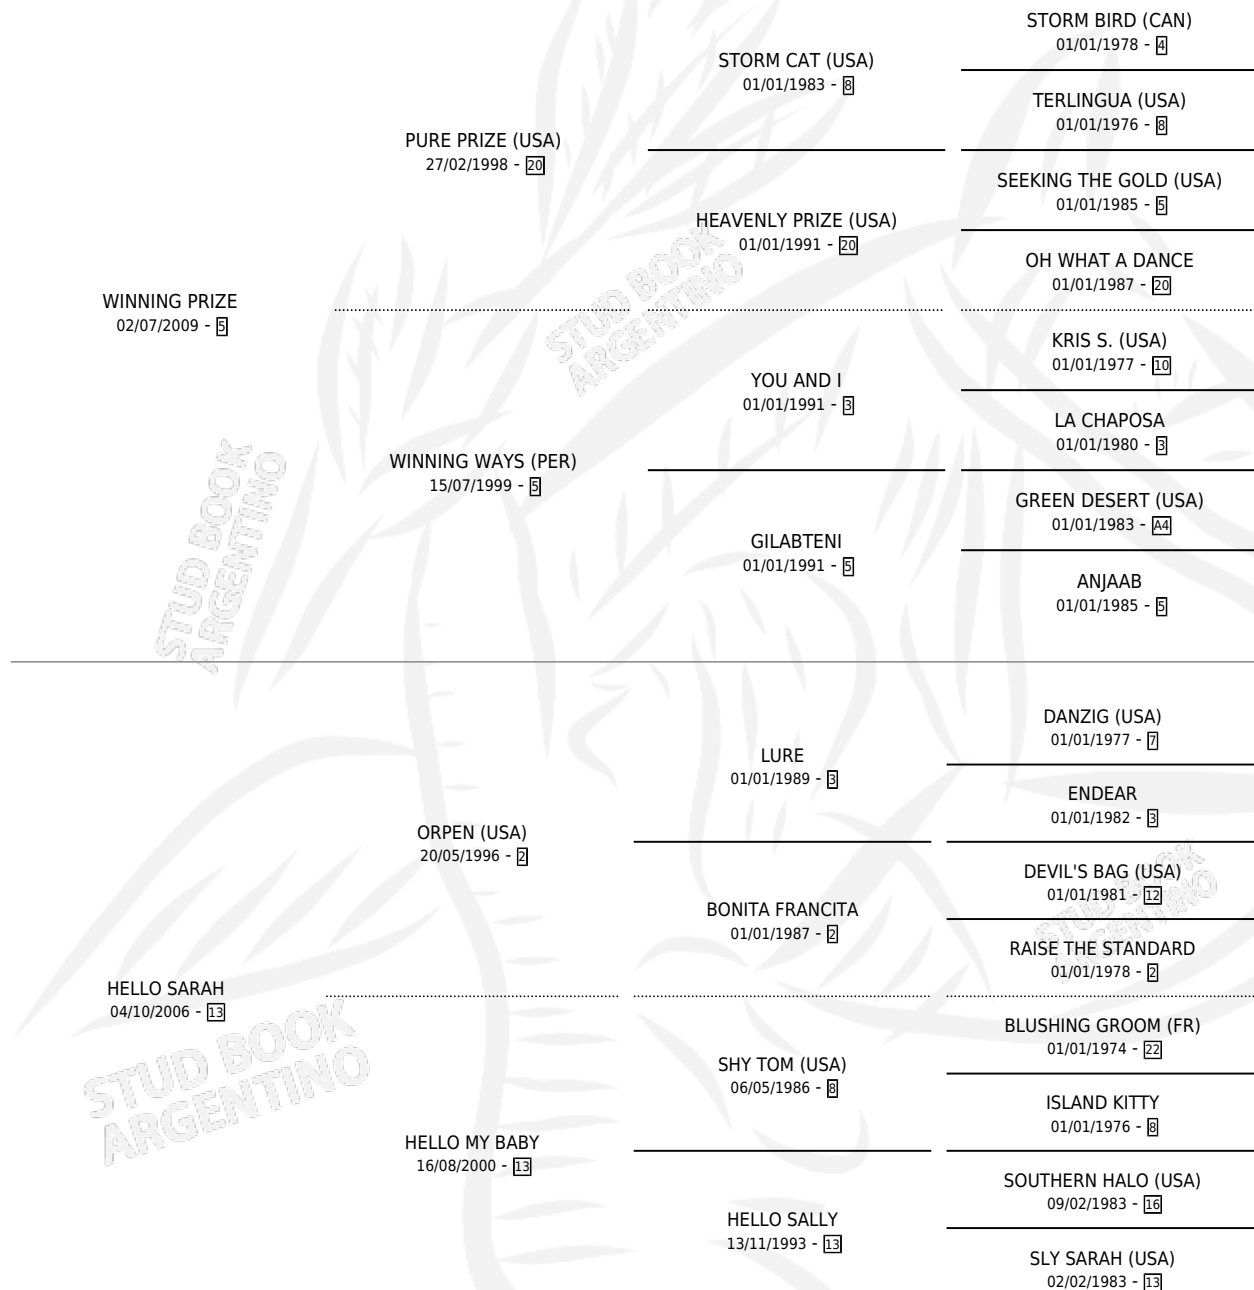 STORM BIRD (CAN)
01/01/1978 - 4
STORM CAT (USA)
01/01/1983 - 8
TERLINGUA (USA)
01/01/1976 - 8
PURE PRIZE (USA)
27/02/1998 - 20
SEEKING THE GOLD (USA)
01/01/1985 - 5
HEAVENLY PRIZE (USA)
01/01/1991 - 20
OH WHAT A DANCE
01/01/1987 - 20
WINNING PRIZE
02/07/2009 - 5
KRIS S. (USA)
01/01/1977 - 10
YOU AND I
01/01/1991 - 3
LA CHAPOSA
01/01/1980 - 3
WINNING WAYS (PER)
15/07/1999 - 5
GREEN DESERT (USA)
01/01/1983 - A4
GILABTENI
01/01/1991 - 5
ANJAAB
01/01/1985 - 5
DANZIG (USA)
01/01/1977 - 7
LURE
01/01/1989 - 3
ENDEAR
01/01/1982 - 3
ORPEN (USA)
20/05/1996 - 2
DEVIL'S BAG (USA)
01/01/1981 - 12
BONITA FRANCITA
01/01/1987 - 2
RAISE THE STANDARD
01/01/1978 - 2
HELLO SARAH
04/10/2006 - 13
BLUSHING GROOM (FR)
01/01/1974 - 22
SHY TOM (USA)
06/05/1986 - 8
ISLAND KITTY
01/01/1976 - 8
HELLO MY BABY
16/08/2000 - 13
SOUTHERN HALO (USA)
09/02/1983 - 16
HELLO SALLY
13/11/1993 - 13
SLY SARAH (USA)
02/02/1983 - 13
STUD BOOK
ARGENTINO
STUD BOOK
ARGENTINO
STUD BOOK
ARGENTINO
STUD BOOK
ARGENTINO